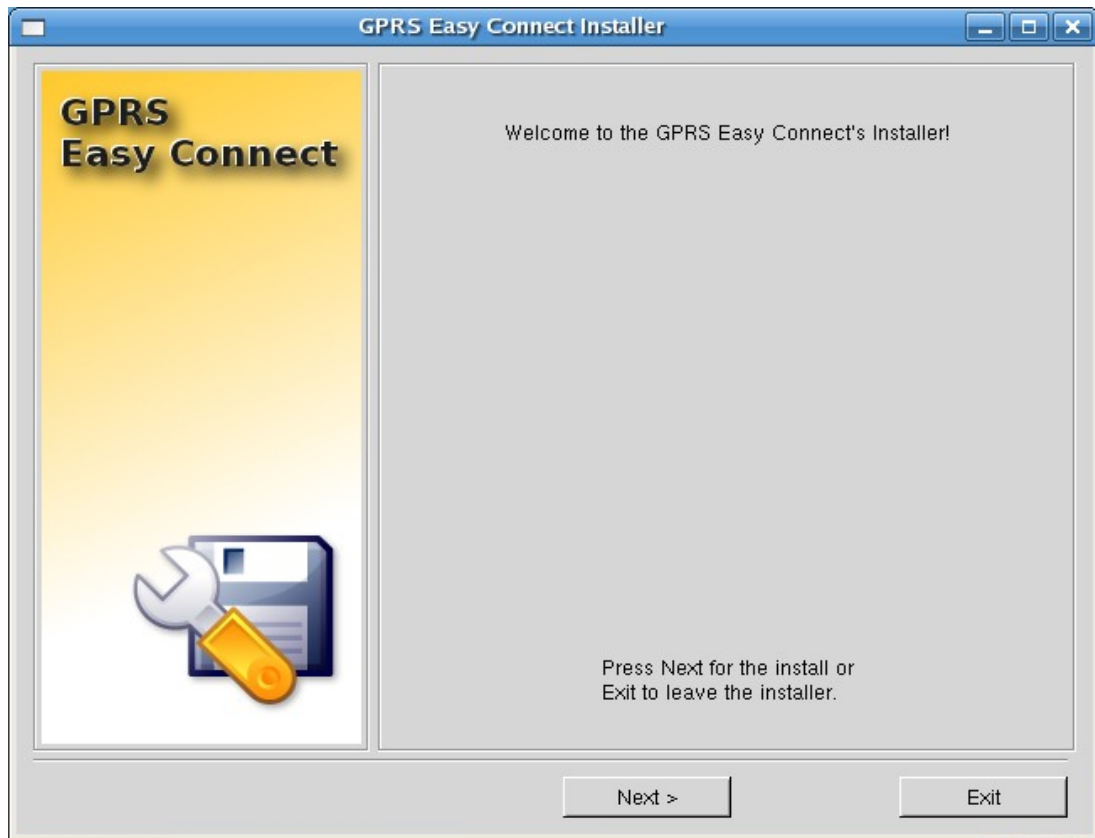 GPRS Easy Connect Installer
GPRS
Easy Connect
Welcome to the GPRS Easy Connect's Installer!
Press Next for the install or
Exit to leave the installer.
Next >
Exit